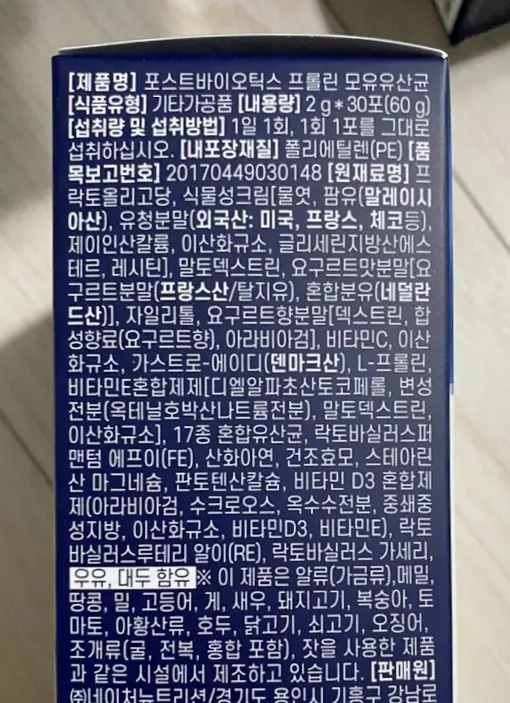 [제품명] 포스트바이오틱스 프롤린 모유유산균
[식품유형] 기타가공품 [내용량] 2 g * 30포(60 g)
[섭취량 및 섭취방법] 1일 1회, 1회 1포를 그대로
섭취하십시오. [내포장재질] 폴리에틸렌(PE) [품
목보고번호] 20170449030148 [원재료명] 프
락토올리고당, 식물성크림[물엿, 팜유(말레이시
아산), 유청분말(외국산: 미국, 프랑스, 체코등),
제이인산칼륨, 이산화규소, 글리세린지방산에스
테르, 레시틴], 말토덱스트린, 요구르트맛분말[요
구르트분말(프랑스산/탈지유), 혼합분유(네덜란
드산)], 자일리톨, 요구르트향분말[덱스트린, 합
성향료(요구르트향), 아라비아검], 비타민C, 이산
화규소, 가스트로-에이디(덴마크산), L-프롤린,
비타민E혼합제제[디엘알파초산토코페롤, 변성
전분(옥테닐호박산나트륨전분), 말토덱스트린,
이산화규소], 17종 혼합유산균, 락토바실러스퍼
맨텀 에프이(FE), 산화아연, 건조효모, 스테아린
산 마그네슘, 판토텐산칼슘, 비타민 D3 혼합제
제(아라비아검, 수크로오스, 옥수수전분, 중쇄중
성지방, 이산화규소, 비타민D3, 비타민E), 락토
바실러스루테리 알이(RE), 락토바실러스 가세리,
우유, 대두 함유 ※ 이 제품은 알류(가금류),메밀,
땅콩, 밀, 고등어, 게, 새우, 돼지고기, 복숭아, 토
마토, 아황산류, 호두, 닭고기, 쇠고기, 오징어,
조개류(굴, 전복, 홍합 포함), 잣을 사용한 제품
과 같은 시설에서 제조하고 있습니다. [판매원]
㈜네이처뉴트리션/경기도 용인시 기흥구 강남로